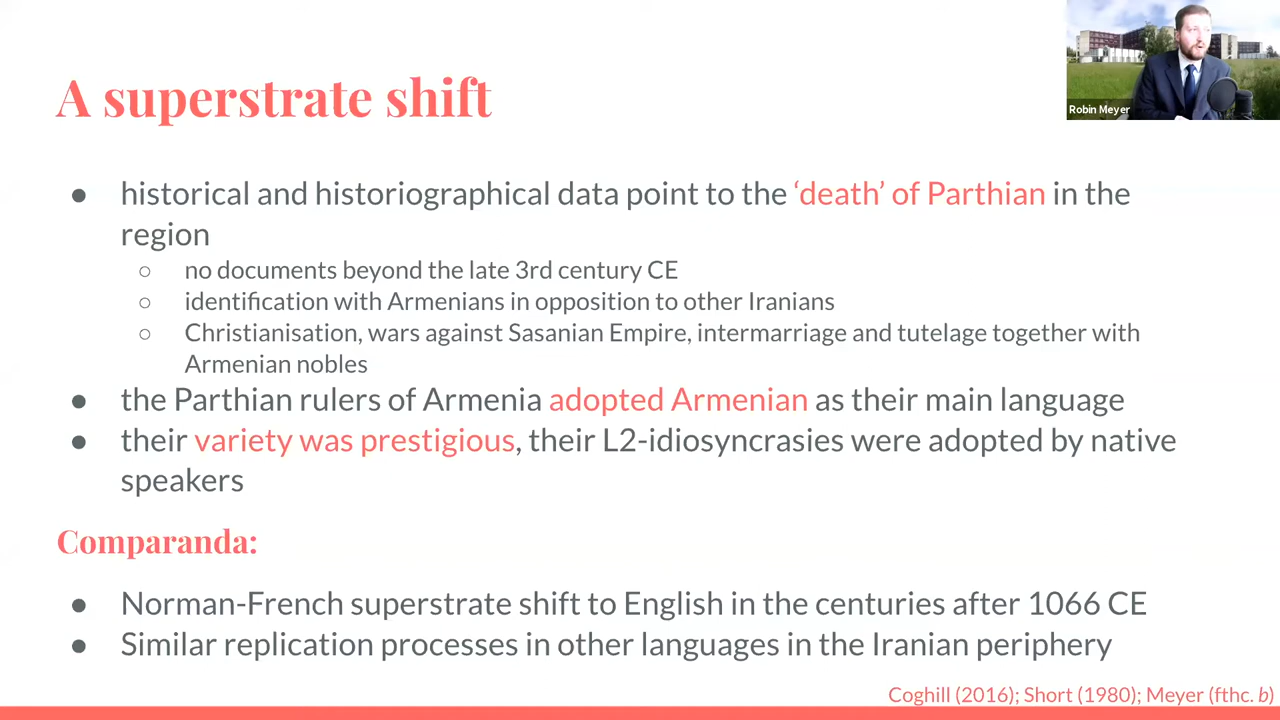 A superstrate shift
Robin Meyer
● historical and historiographical data point to the ‘death’ of Parthian in the
region
○ no documents beyond the late 3rd century CE
○ identification with Armenians in opposition to other Iranians
○ Christianisation, wars against Sasanian Empire, intermarriage and tutelage together with
Armenian nobles
● the Parthian rulers of Armenia adopted Armenian as their main language
● their variety was prestigious, their L2-idiosyncrasies were adopted by native
speakers
Comparanda:
● Norman-French superstrate shift to English in the centuries after 1066 CE
● Similar replication processes in other languages in the Iranian periphery
Coghill (2016); Short (1980); Meyer (fthc. b)